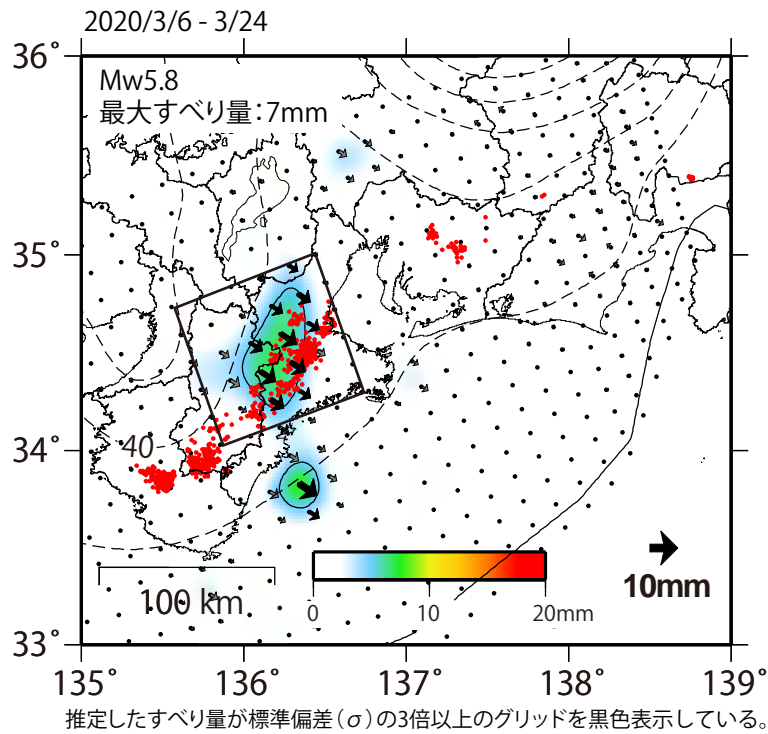 2020/3/6 - 3/24
Mw5.8
最大すべり量：7mm
36°
35°
34°
33°
40
100 km
0
10
20mm
10mm
135°
136°
137°
138°
139°
推定したすべり量が標準偏差（σ）の3倍以上のグリッドを黒色表示している。